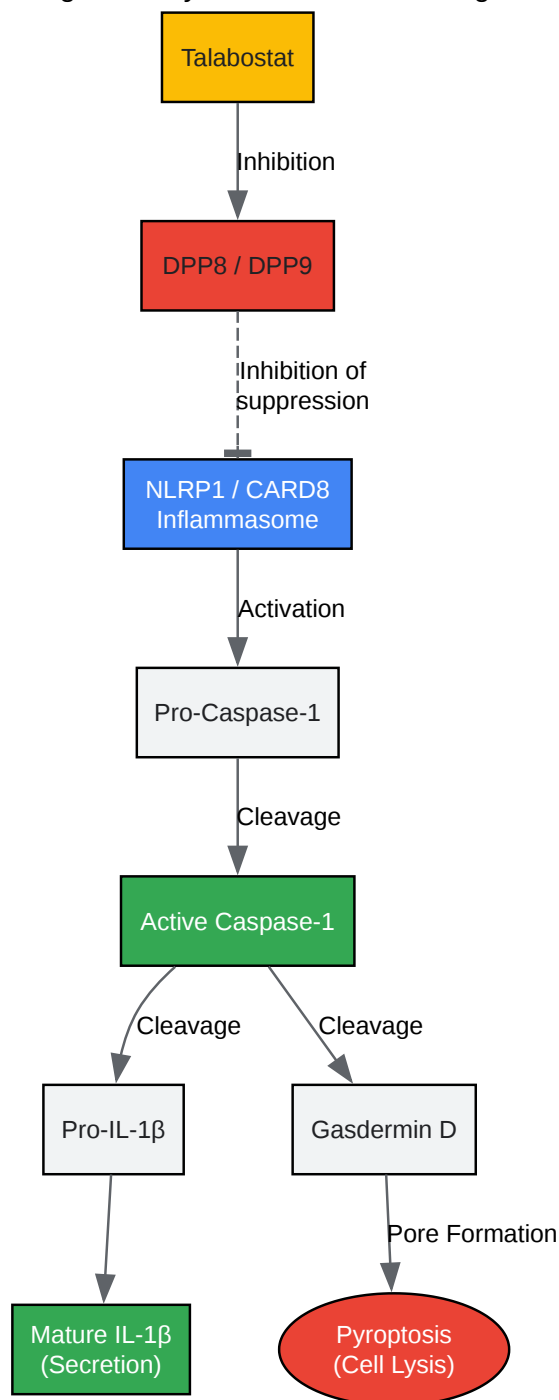 Talabostat
Inhibition
DPP8 / DPP9
Inhibition of
suppression
NLRP1 / CARD8
Inflammasome
Activation
Pro-Caspase-1
Cleavage
Active Caspase-1
Cleavage
Cleavage
Pro-IL-1β
Gasdermin D
Pore Formation
Mature IL-1β
(Secretion)
Pyroptosis
(Cell Lysis)